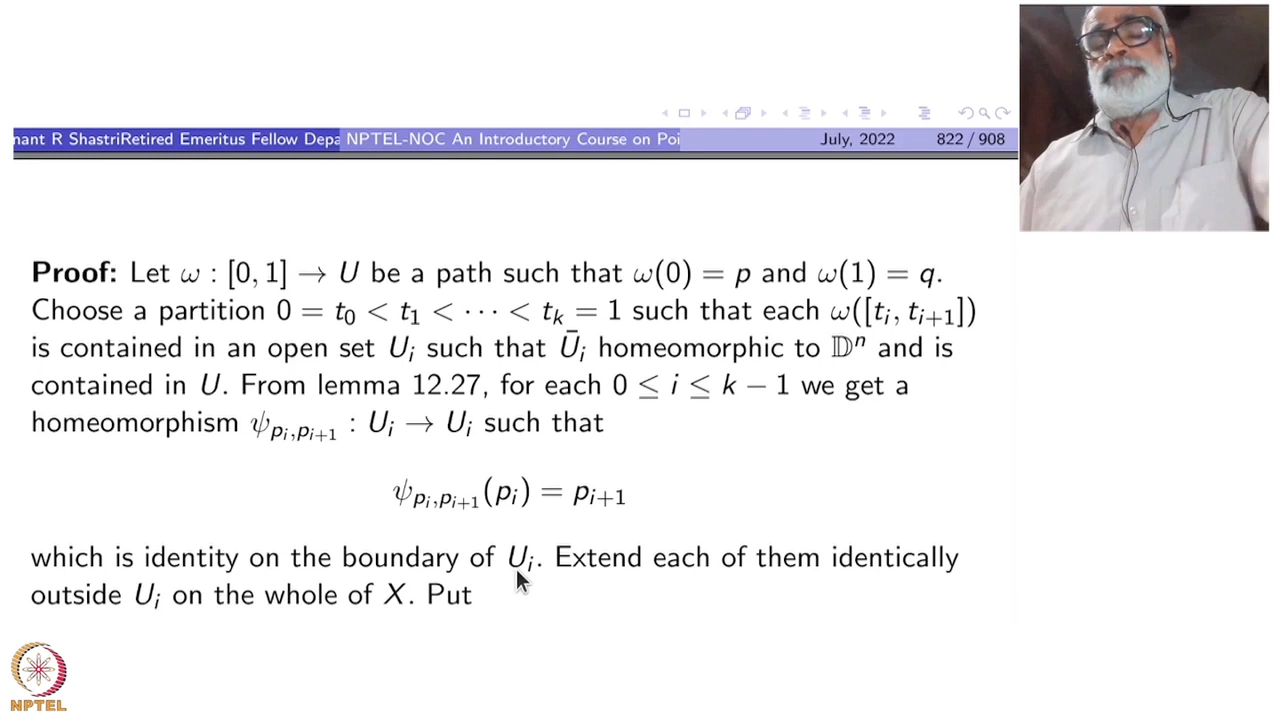 nant R ShastriRetired Emeritus Fellow Depa NPTEL-NOC An Introductory Course on Poi July, 2022 822 / 908
Proof: Let ω : [0, 1] → U be a path such that ω(0) = p and ω(1) = q.
Choose a partition 0 = t₀ < t₁ < ⋯ < tₖ = 1 such that each ω([tᵢ, tᵢ₊₁])
is contained in an open set Uᵢ such that Ūᵢ homeomorphic to 𝔻ⁿ and is
contained in U. From lemma 12.27, for each 0 ≤ i ≤ k − 1 we get a
homeomorphism ψ_{pᵢ,pᵢ₊₁} : Uᵢ → Uᵢ such that
ψ_{pᵢ,pᵢ₊₁}(pᵢ) = pᵢ₊₁
which is identity on the boundary of Uᵢ. Extend each of them identically
outside Uᵢ on the whole of X. Put
NPTEL